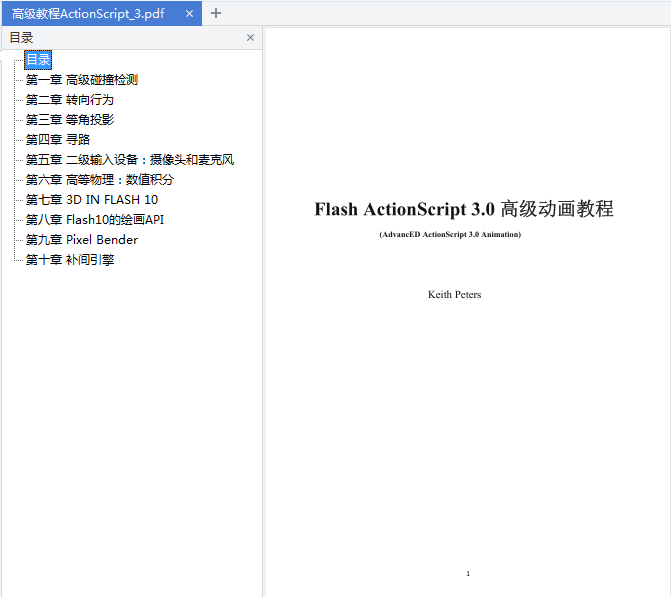 高级教程ActionScript_3.pdf
目录
目录
第一章 高级碰撞检测
第二章 转向行为
第三章 等角投影
第四章 寻路
第五章 二级输入设备：摄像头和麦克风
第六章 高等物理：数值积分
第七章 3D IN FLASH 10
第八章 Flash10的绘画API
第九章 Pixel Bender
第十章 补间引擎
Flash ActionScript 3.0 高级动画教程
(AdvancED ActionScript 3.0 Animation)
Keith Peters
1